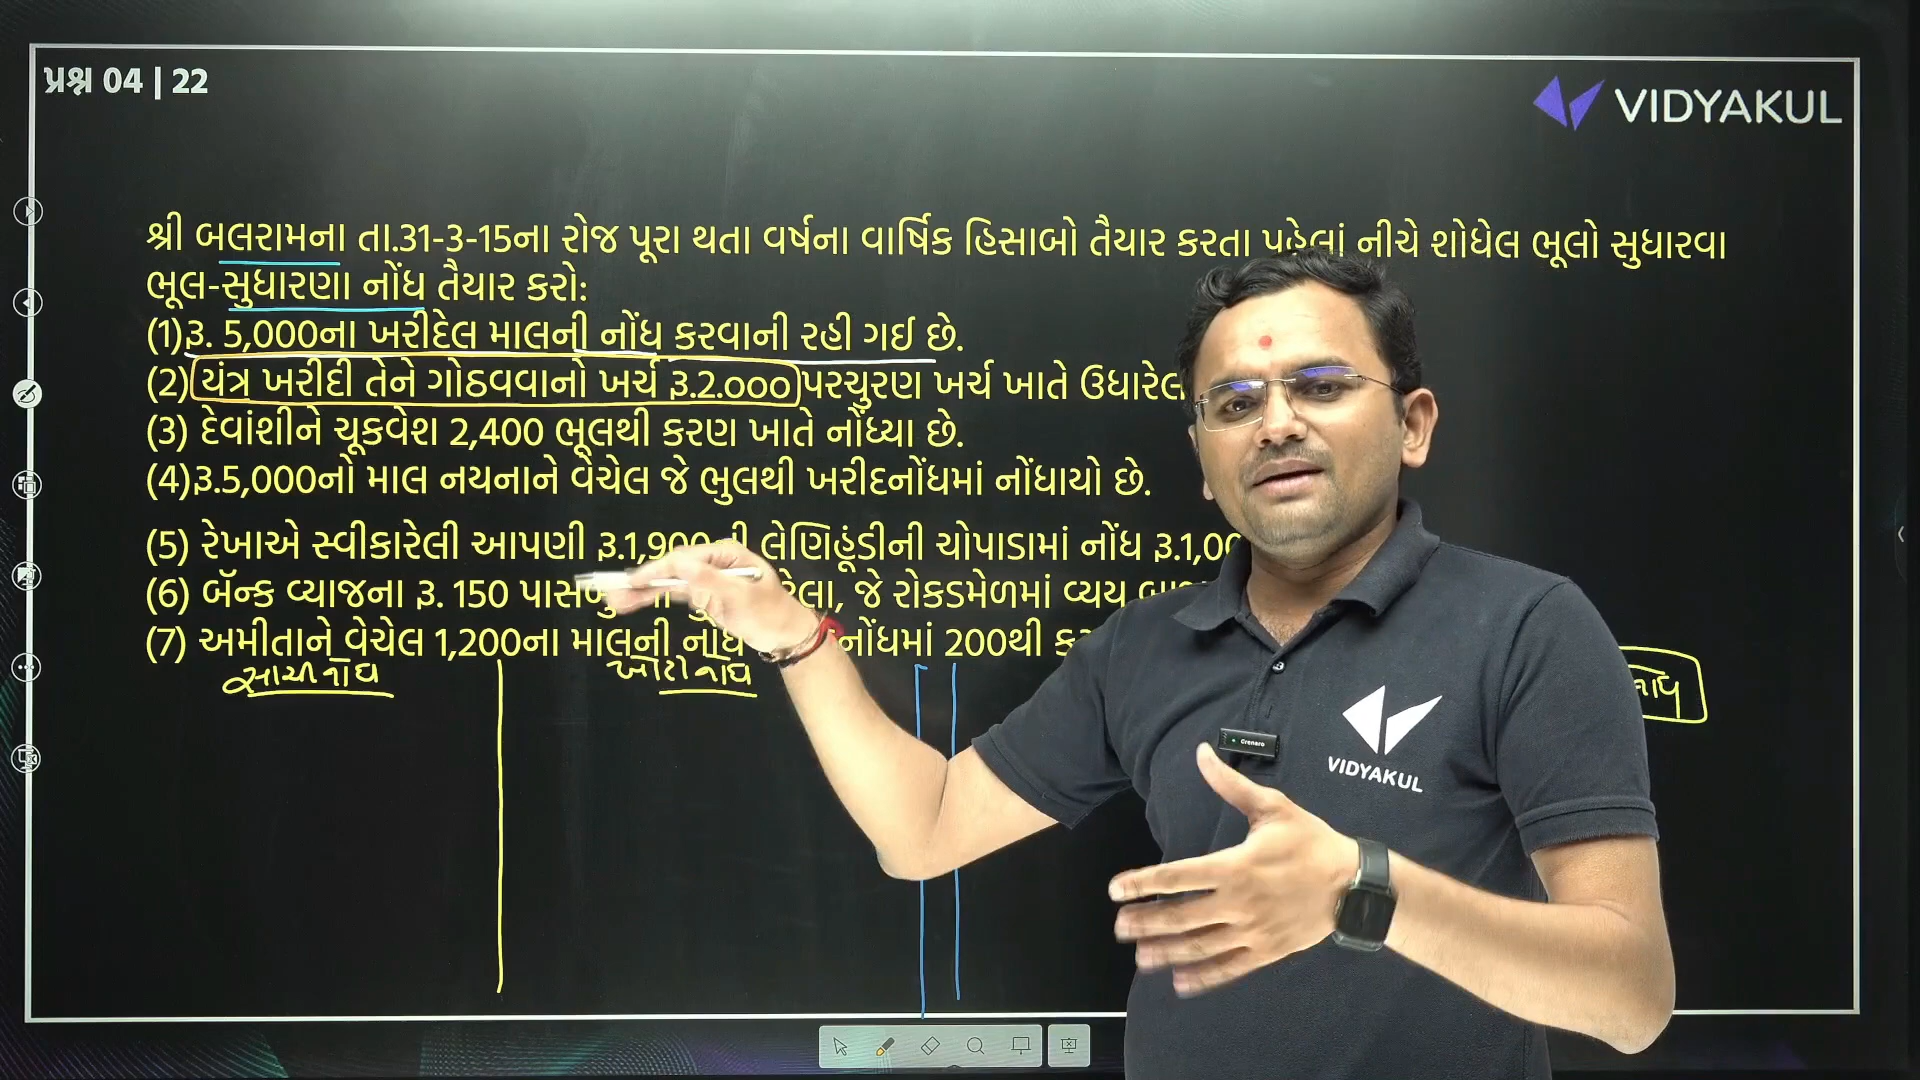 પ્રશ્ન 04 | 22
VIDYAKUL
શ્રી બલરામના તા.31-3-15ના રોજ પૂરા થતા વર્ષના વાર્ષિક હિસાબો તૈયાર કરતા પહેલાં નીચે શોધેલ ભૂલો સુધારવા
ભૂલ-સુધારણા નોંધ તૈયાર કરો:
(1)રૂ. 5,000ના ખરીદેલ માલની નોંધ કરવાની રહી ગઈ છે.
(2) યંત્ર ખરીદી તેને ગોઠવવાનો ખર્ચ રૂ.2.000 પરચુરણ ખર્ચ ખાતે ઉધારેલ
(3) દેવાંશીને ચૂકવેશ 2,400 ભૂલથી કરણ ખાતે નોંધ્યા છે.
(4)રૂ.5,000નો માલ નયનાને વેચેલ જે ભુલથી ખરીદનોંધમાં નોંધાયો છે.
(5) રેખાએ સ્વીકારેલી આપણી રૂ.1,900ની લેણિહૂંડીની ચોપાડામાં નોંધ રૂ.1,00
(6) બૅન્ક વ્યાજના રૂ. 150 જે રોકડમેળમાં વ્યય
(7) અમીતાને વેચેલ 1,200ના માલની નોંધ 200થી
સાચી નોંધ
ખોટી નોંધ
નોંધ
VIDYAKUL